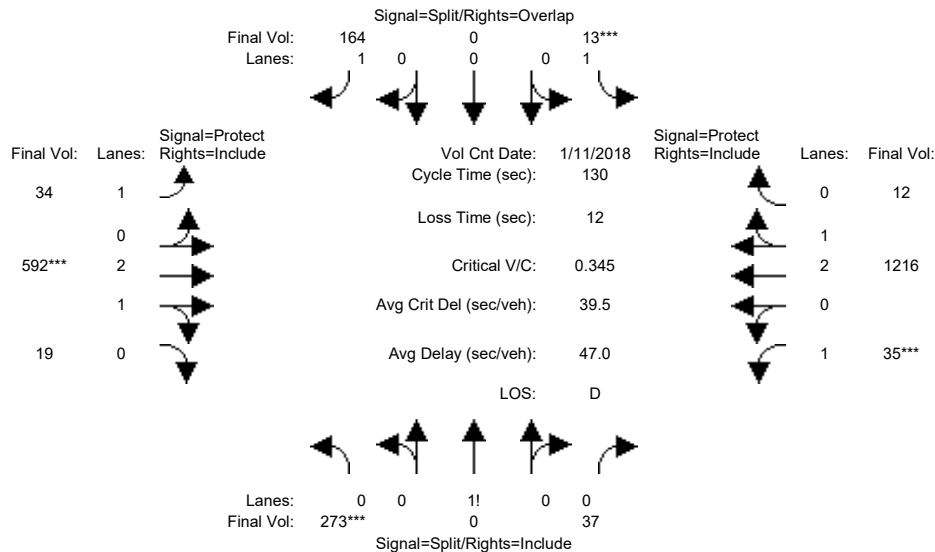 Signal=Split/Rights=Overlap
Final Vol: 164 0 13***
Lanes: 1 0 0 0 1
Signal=Protect Signal=Protect
Final Vol: Lanes: Rights=Include Vol Cnt Date: 1/11/2018 Rights=Include Lanes: Final Vol:
Cycle Time (sec): 130
34 1 0 12
Loss Time (sec): 12
0 1
592*** 2 Critical V/C: 0.345 2 1216
1 Avg Crit Del (sec/veh): 39.5 0
19 0 Avg Delay (sec/veh): 47.0 1 35***
LOS: D
Lanes: 0 0 1! 0 0
Final Vol: 273*** 0 37
Signal=Split/Rights=Include